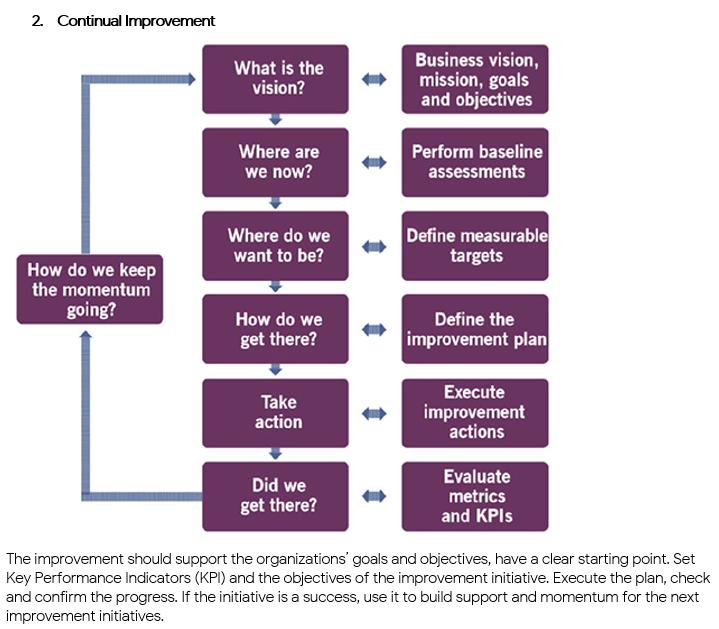 2. Continual Improvement
What is the
vision?
Business vision,
mission, goals
and objectives
Where are
we now?
Perform baseline
assessments
Where do we
want to be?
Define measurable
targets
How do we keep
the momentum
going?
How do we
get there?
Define the
improvement plan
Take
action
Execute
improvement
actions
Did we
get there?
Evaluate
metrics
and KPIs
The improvement should support the organizations’ goals and objectives, have a clear starting point. Set
Key Performance Indicators (KPI) and the objectives of the improvement initiative. Execute the plan, check
and confirm the progress. If the initiative is a success, use it to build support and momentum for the next
improvement initiatives.